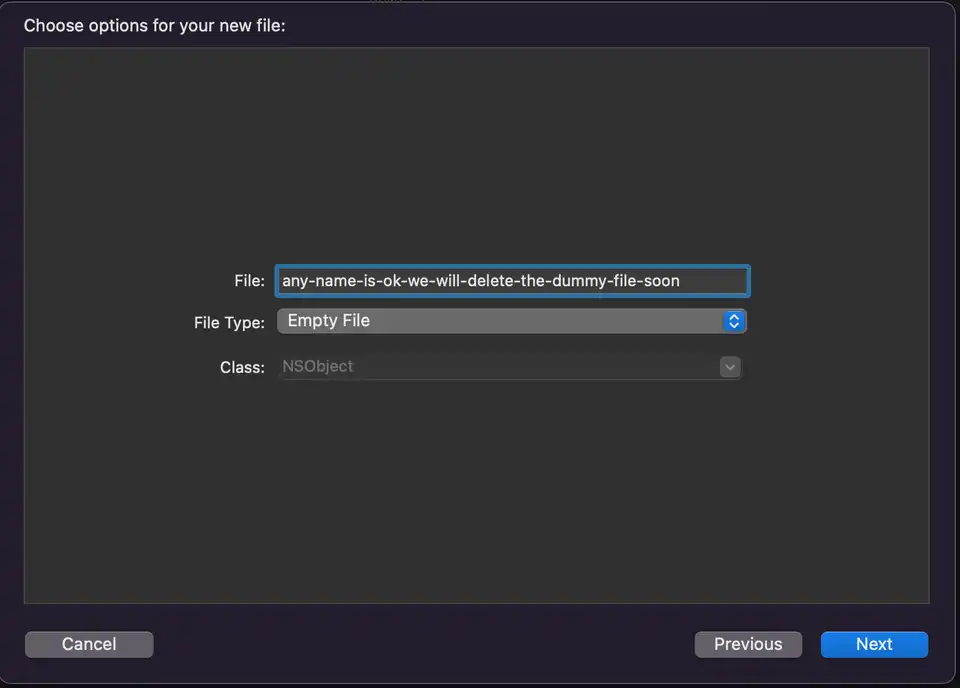 Choose options for your new file:
File: any-name-is-ok-we-will-delete-the-dummy-file-soon
File Type: Empty File
Class: NSObject
Cancel Previous Next